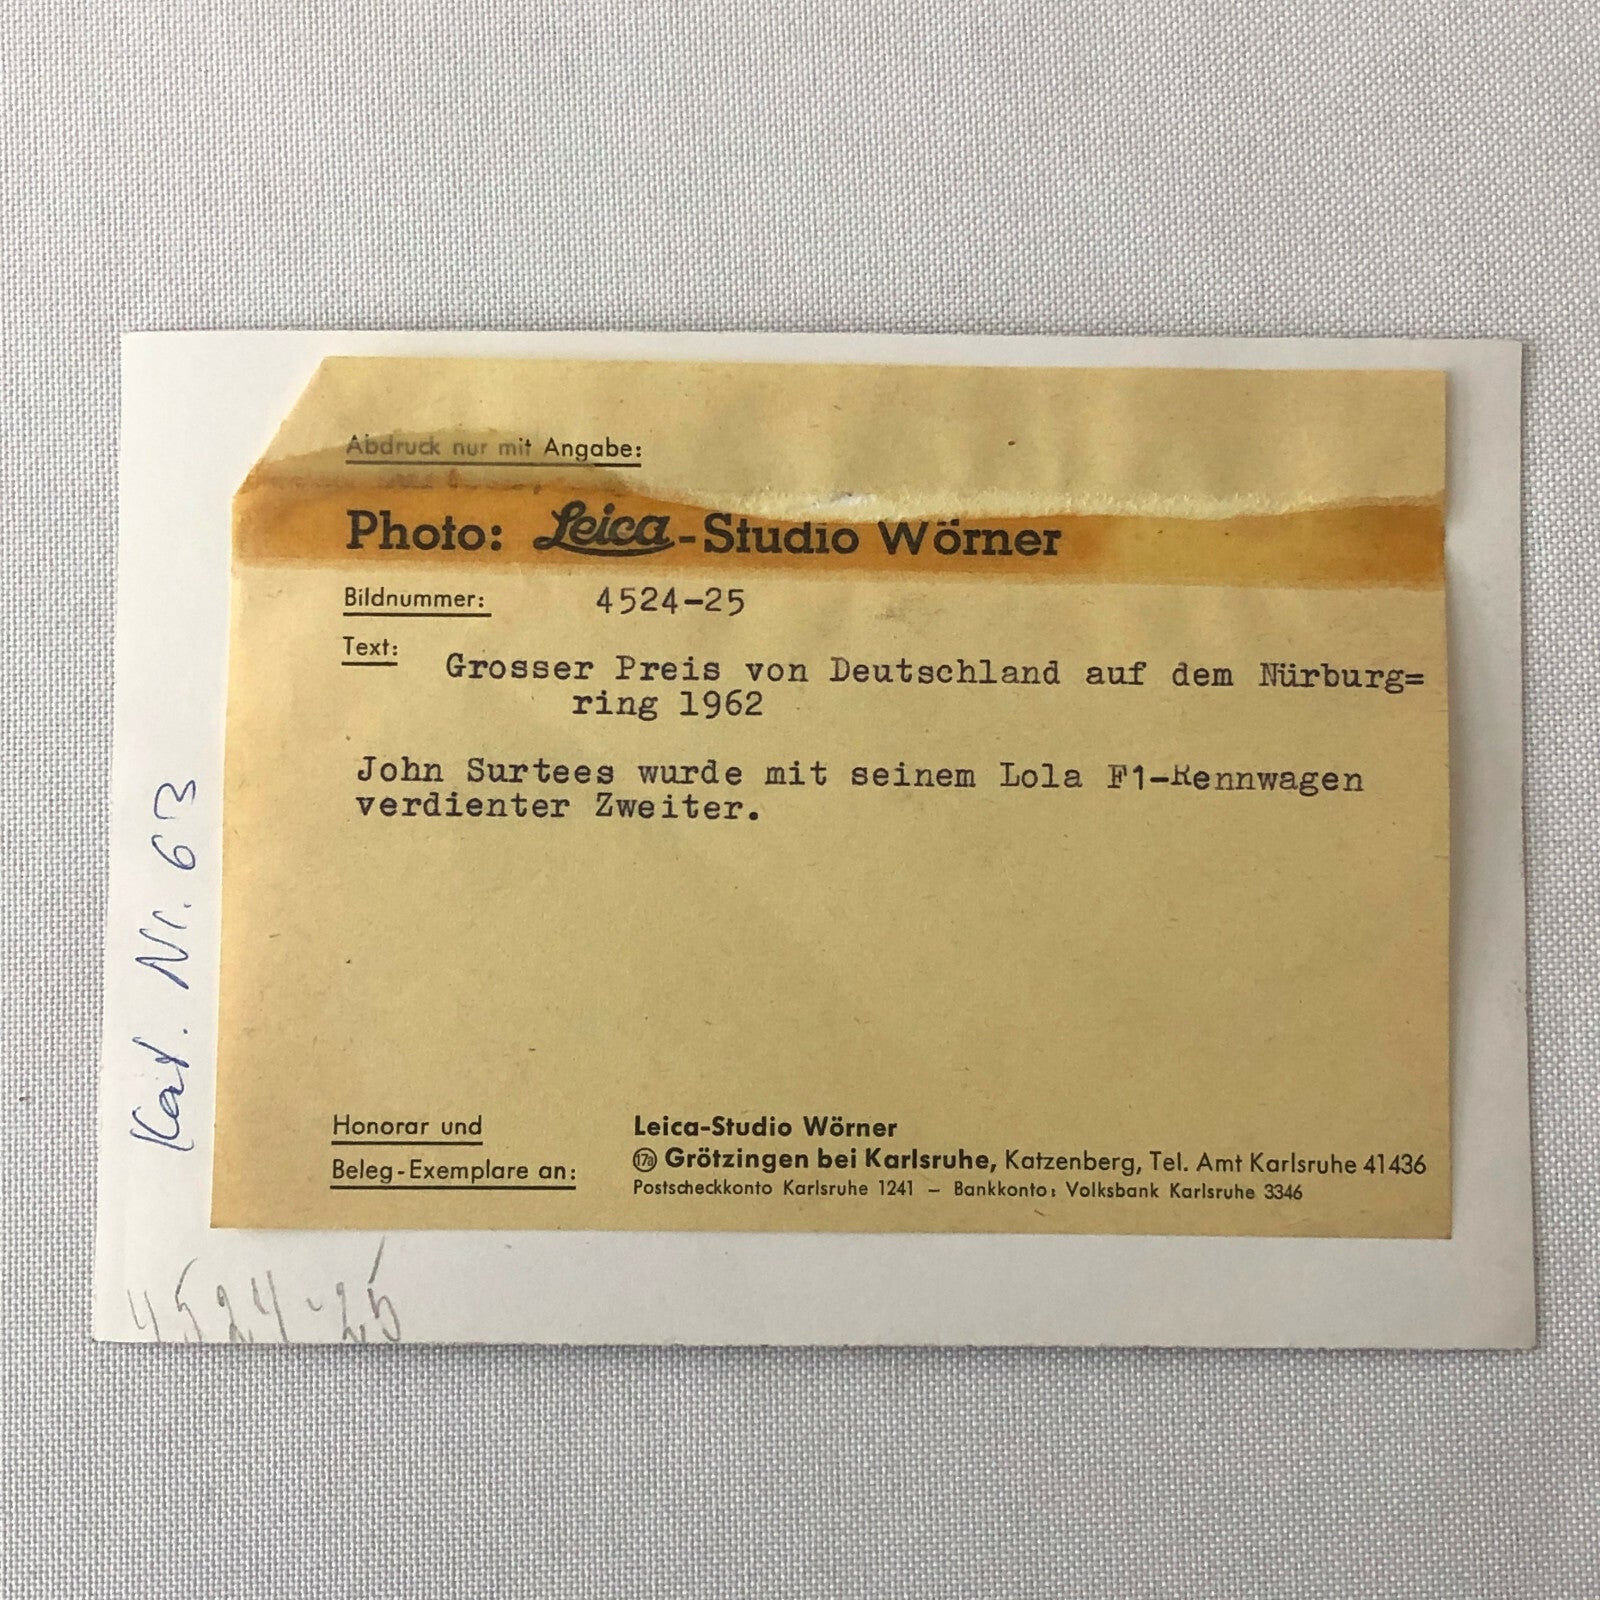 Abdruck nur mit Angabe:
Photo: Leica-Studio Wörner
Bildnummer: 4524-25
Text: Grosser Preis von Deutschland auf dem Nürburg=
ring 1962
John Surtees wurde mit seinem Lola F1-Rennwagen
verdienter Zweiter.
Honorar und
Beleg-Exemplare an:
Leica-Studio Wörner
17a Grötzingen bei Karlsruhe, Katzenberg, Tel. Amt Karlsruhe 41436
Postscheckkonto Karlsruhe 1241 – Bankkonto: Volksbank Karlsruhe 3346
Kat. Nr. 63
4524-25